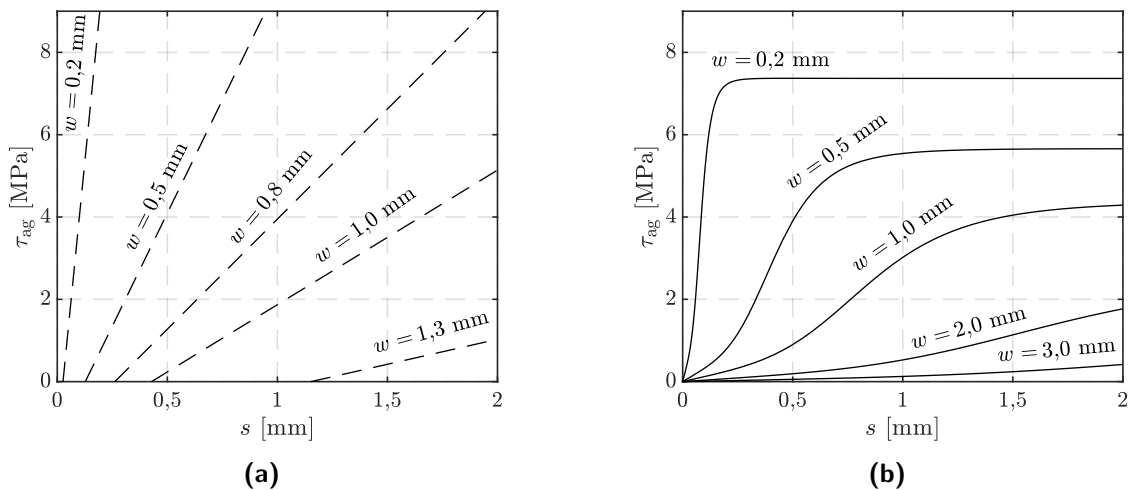 τag [MPa]
8
6
4
2
0
0
0,5
1
1,5
2
s [mm]
w = 0,2 mm
w = 0,5 mm
w = 0,8 mm
w = 1,0 mm
w = 1,3 mm
(a)
τag [MPa]
8
6
4
2
0
0
0,5
1
1,5
2
s [mm]
w = 0,2 mm
w = 0,5 mm
w = 1,0 mm
w = 2,0 mm
w = 3,0 mm
(b)